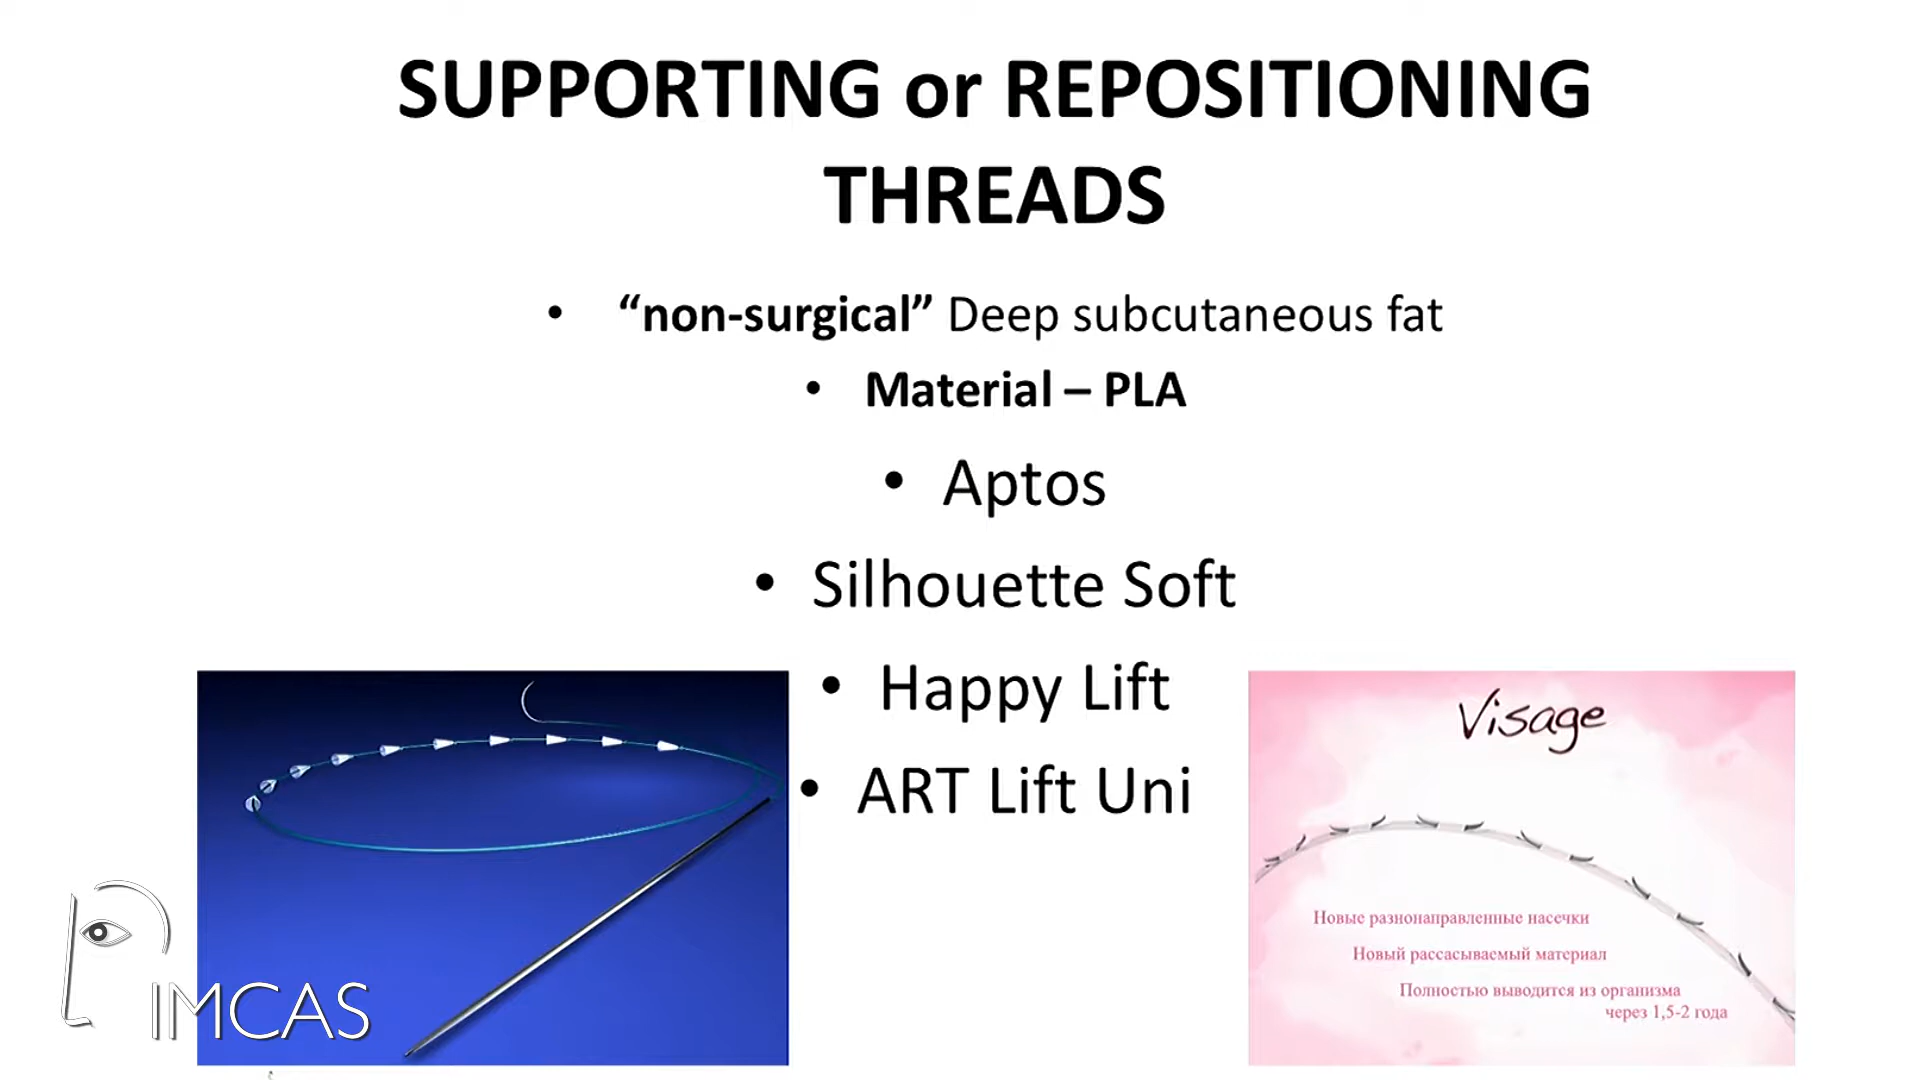 SUPPORTING or REPOSITIONING
THREADS
• “non-surgical” Deep subcutaneous fat
• Material – PLA
• Aptos
• Silhouette Soft
• Happy Lift
• ART Lift Uni
Visage
Новые разнонаправленные насечки
Новый рассасываемый материал
Полностью выводится из организма
через 1,5-2 года
IMCAS